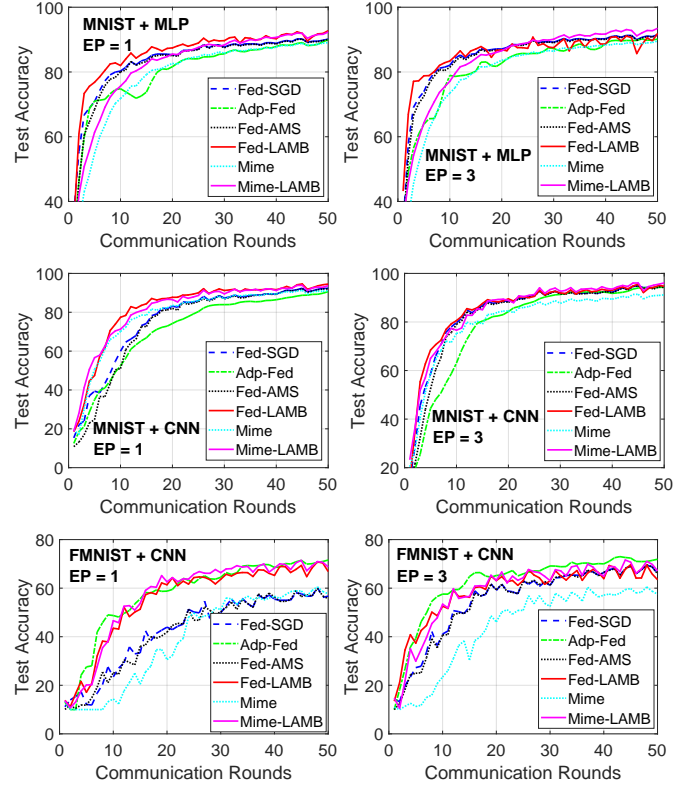 MNIST + MLP
EP = 1
Test Accuracy
100
80
60
40
Fed-SGD
Adp-Fed
Fed-AMS
Fed-LAMB
Mime
Mime-LAMB
0 10 20 30 40 50
Communication Rounds
MNIST + MLP
EP = 3
Test Accuracy
100
80
60
40
Fed-SGD
Adp-Fed
Fed-AMS
Fed-LAMB
Mime
Mime-LAMB
0 10 20 30 40 50
Communication Rounds
MNIST + CNN
EP = 1
Test Accuracy
100
80
60
40
20
0
Fed-SGD
Adp-Fed
Fed-AMS
Fed-LAMB
Mime
Mime-LAMB
0 10 20 30 40 50
Communication Rounds
MNIST + CNN
EP = 3
Test Accuracy
100
80
60
40
20
Fed-SGD
Adp-Fed
Fed-AMS
Fed-LAMB
Mime
Mime-LAMB
0 10 20 30 40 50
Communication Rounds
FMNIST + CNN
EP = 1
Test Accuracy
80
60
40
20
0
Fed-SGD
Adp-Fed
Fed-AMS
Fed-LAMB
Mime
Mime-LAMB
0 10 20 30 40 50
Communication Rounds
FMNIST + CNN
EP = 3
Test Accuracy
80
60
40
20
0
Fed-SGD
Adp-Fed
Fed-AMS
Fed-LAMB
Mime
Mime-LAMB
0 10 20 30 40 50
Communication Rounds